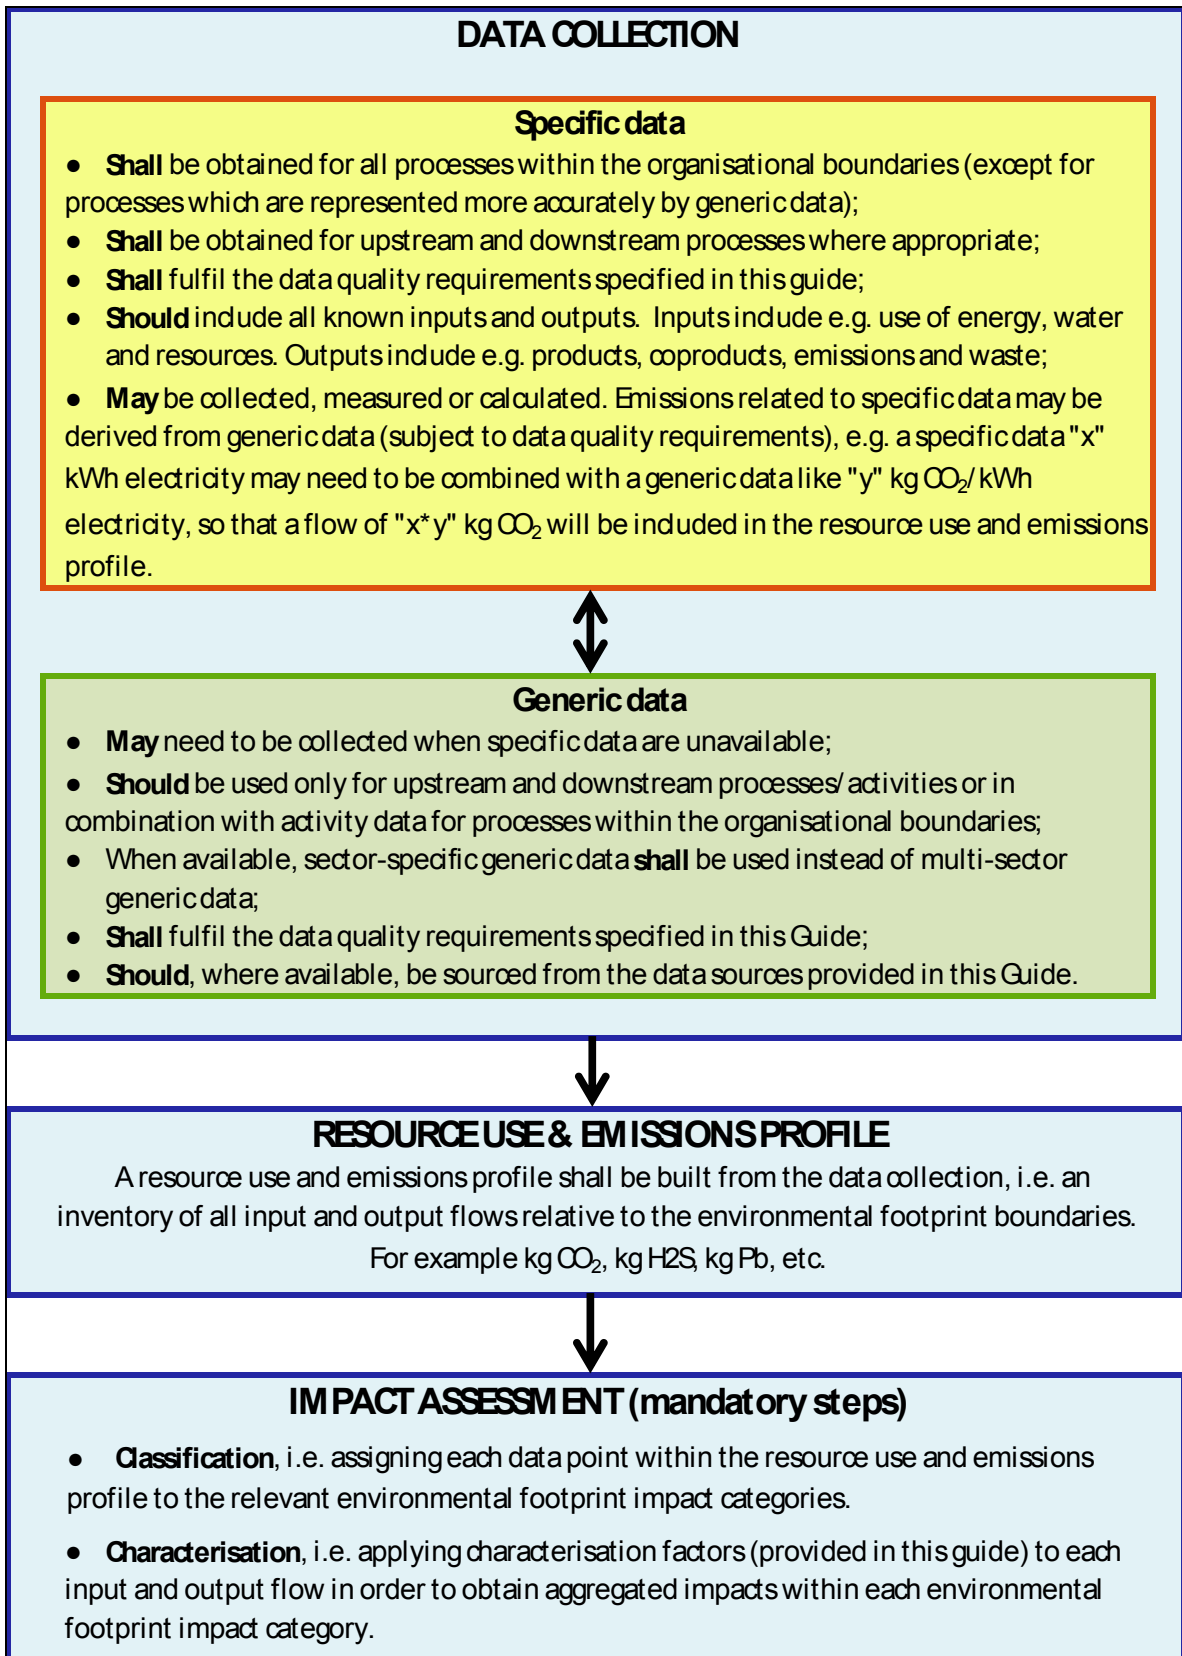 DATA COLLECTION
Specific data
● Shall be obtained for all processes within the organisational boundaries (except for
processes which are represented more accurately by generic data);
● Shall be obtained for upstream and downstream processes where appropriate;
● Shall fulfil the data quality requirements specified in this guide;
● Should include all known inputs and outputs. Inputs include e.g. use of energy, water
and resources. Outputs include e.g. products, coproducts, emissions and waste;
● May be collected, measured or calculated. Emissions related to specific data may be
derived from generic data (subject to data quality requirements), e.g. a specific data "x"
kWh electricity may need to be combined with a generic data like "y" kg CO₂/kWh
electricity, so that a flow of "x*y" kg CO₂ will be included in the resource use and emissions
profile.
Generic data
● May need to be collected when specific data are unavailable;
● Should be used only for upstream and downstream processes/activities or in
combination with activity data for processes within the organisational boundaries;
● When available, sector-specific generic data shall be used instead of multi-sector
generic data;
● Shall fulfil the data quality requirements specified in this Guide;
● Should, where available, be sourced from the data sources provided in this Guide.
RESOURCE USE & EMISSIONS PROFILE
A resource use and emissions profile shall be built from the data collection, i.e. an
inventory of all input and output flows relative to the environmental footprint boundaries.
For example kg CO₂, kg H2S, kg Pb, etc.
IMPACT ASSESSMENT (mandatory steps)
● Classification, i.e. assigning each data point within the resource use and emissions
profile to the relevant environmental footprint impact categories.
● Characterisation, i.e. applying characterisation factors (provided in this guide) to each
input and output flow in order to obtain aggregated impacts within each environmental
footprint impact category.